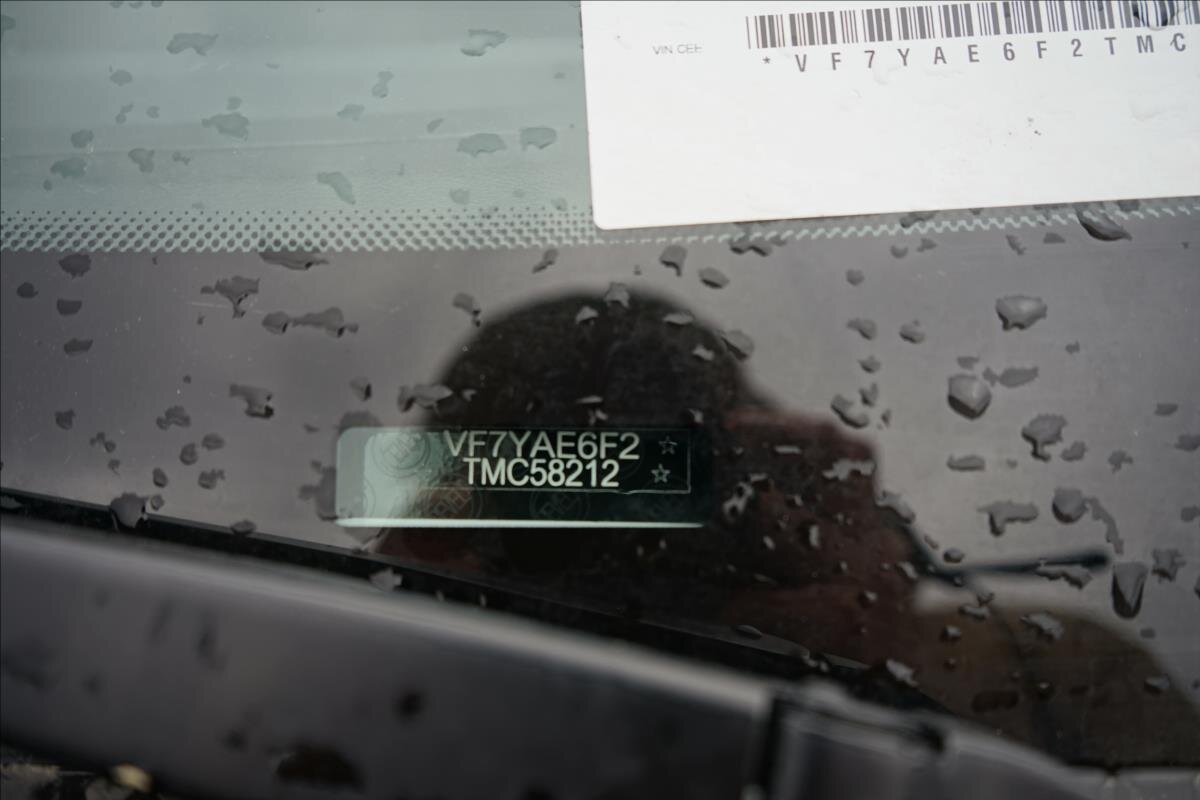 VIN CEE
* V F 7 Y A E 6 F 2 T M C
VF7YAE6F2 ☆
TMC58212 ☆